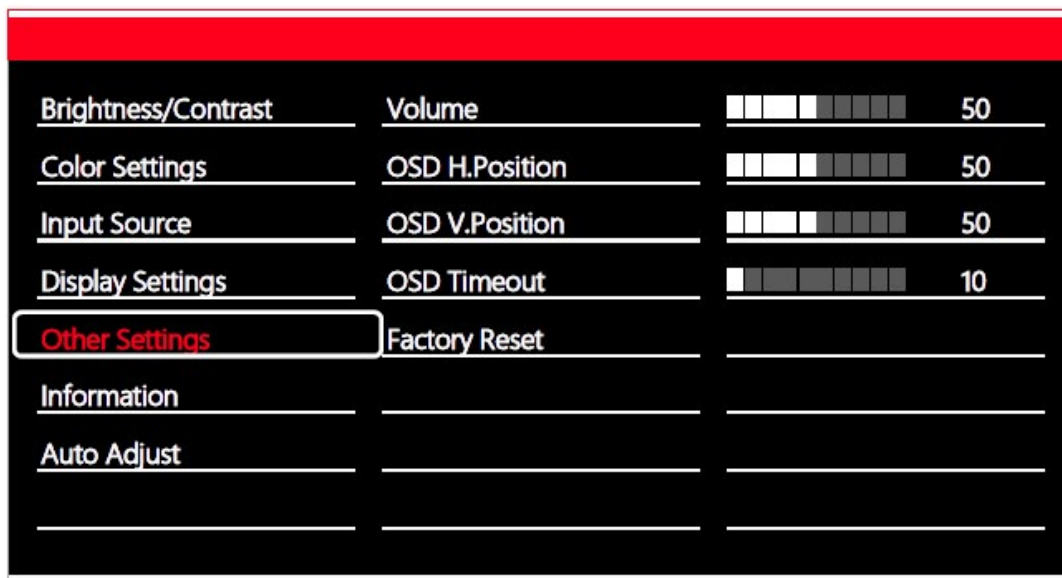 Brightness/Contrast Volume 50
Color Settings OSD H.Position 50
Input Source OSD V.Position 50
Display Settings OSD Timeout 10
Other Settings Factory Reset
Information
Auto Adjust